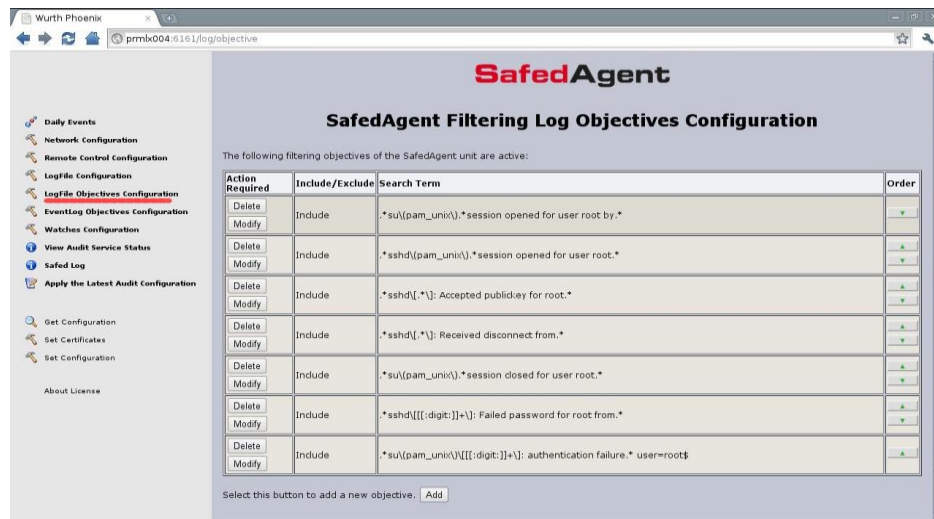 Wurth Phoenix
prmlx004:6161/log/objective
SafedAgent
Daily Events
Network Configuration
Remote Control Configuration
LogFile Configuration
LogFile Objectives Configuration
EventLog Objectives Configuration
Watches Configuration
View Audit Service Status
Safed Log
Apply the Latest Audit Configuration
Get Configuration
Set Certificates
Set Configuration
About License
SafedAgent Filtering Log Objectives Configuration
The following filtering objectives of the SafedAgent unit are active:
Action Required Include/Exclude Search Term Order
Delete Modify Include .*su\(pam_unix\).*session opened for user root by.*
Delete Modify Include .*sshd\(pam_unix\).*session opened for user root.*
Delete Modify Include .*sshd\[.*\]: Accepted publickey for root.*
Delete Modify Include .*sshd\[.*\]: Received disconnect from.*
Delete Modify Include .*su\(pam_unix\).*session closed for user root.*
Delete Modify Include .*sshd\[[[:digit:]]+\]: Failed password for root from.*
Delete Modify Include .*su\(pam_unix\)\[[[:digit:]]+\]: authentication failure.* user=root$
Select this button to add a new objective. Add